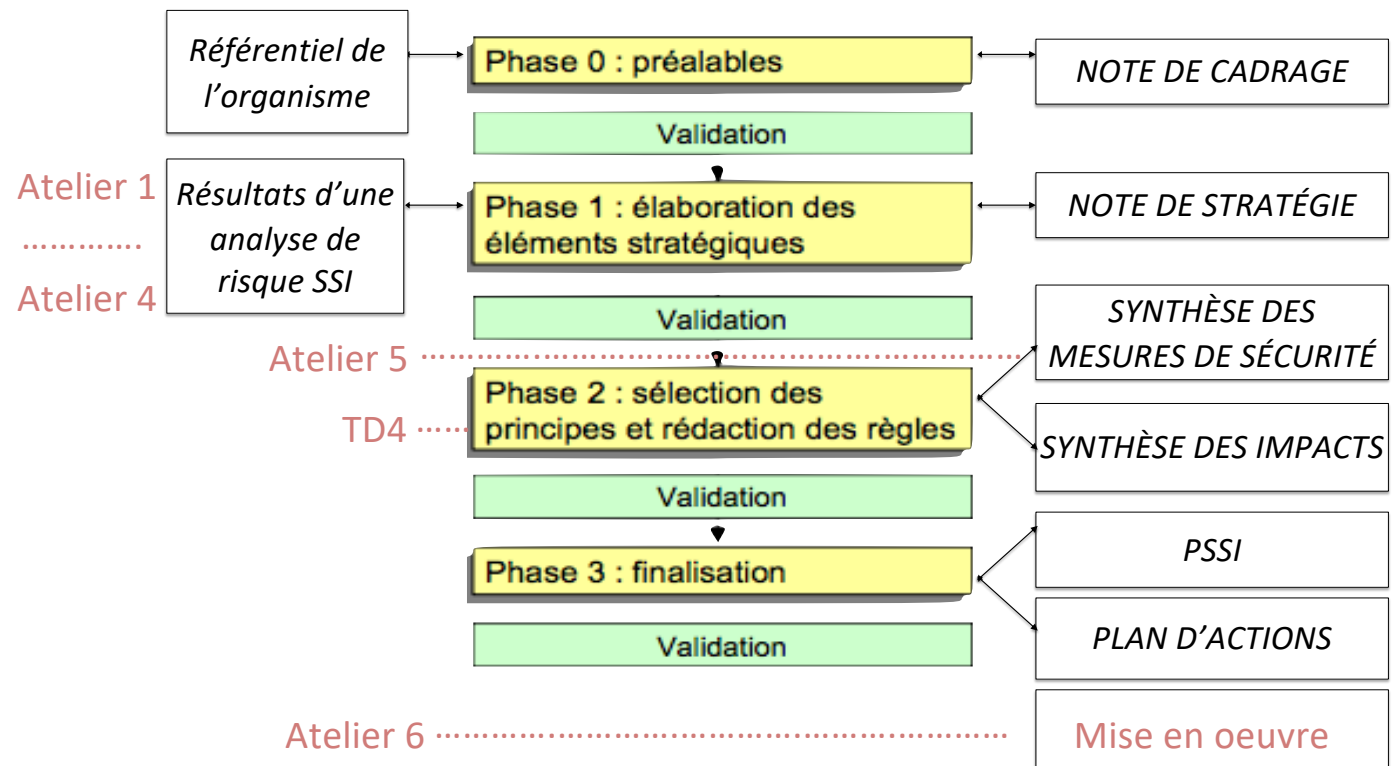 Référentiel de
l'organisme
Phase 0 : préalables
NOTE DE CADRAGE
Validation
Atelier 1
………….
Atelier 4
Résultats d'une
analyse de
risque SSI
Phase 1 : élaboration des
éléments stratégiques
NOTE DE STRATÉGIE
Validation
Atelier 5 ……………………………………………………
SYNTHÈSE DES
MESURES DE SÉCURITÉ
TD4 ……
Phase 2 : sélection des
principes et rédaction des règles
SYNTHÈSE DES IMPACTS
Validation
Phase 3 : finalisation
PSSI
PLAN D'ACTIONS
Validation
Atelier 6 ……………………………………………………
Mise en oeuvre